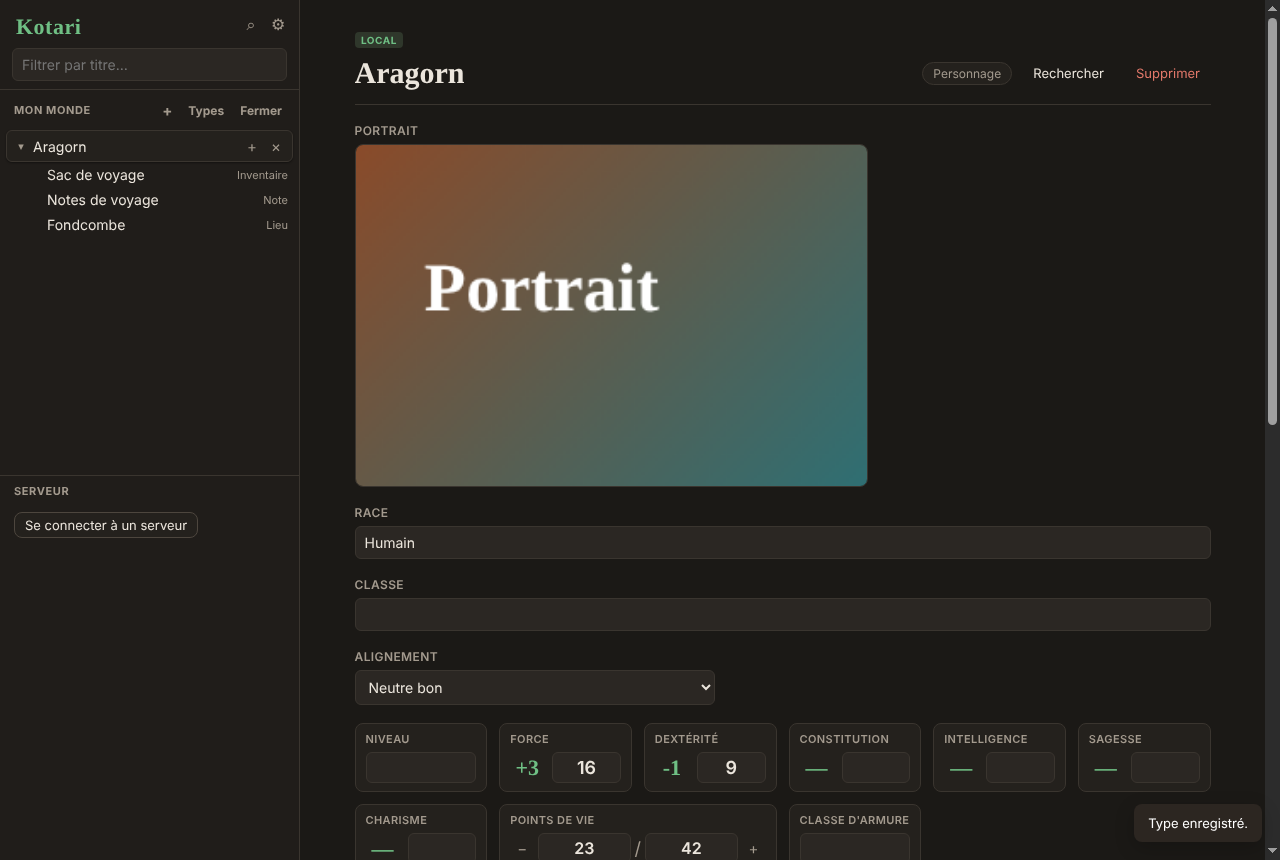 Kotari
Filtrer par titre...
MON MONDE + Types Fermer
Aragorn + ×
Sac de voyage Inventaire
Notes de voyage Note
Fondcombe Lieu
SERVEUR
Se connecter à un serveur
LOCAL
Aragorn
Personnage Rechercher Supprimer
PORTRAIT
Portrait
RACE
Humain
CLASSE
ALIGNEMENT
Neutre bon
NIVEAU FORCE DEXTÉRITÉ CONSTITUTION INTELLIGENCE SAGESSE
+3 16 -1 9 — — —
CHARISME POINTS DE VIE CLASSE D'ARMURE
— − 23 / 42 +
Type enregistré.